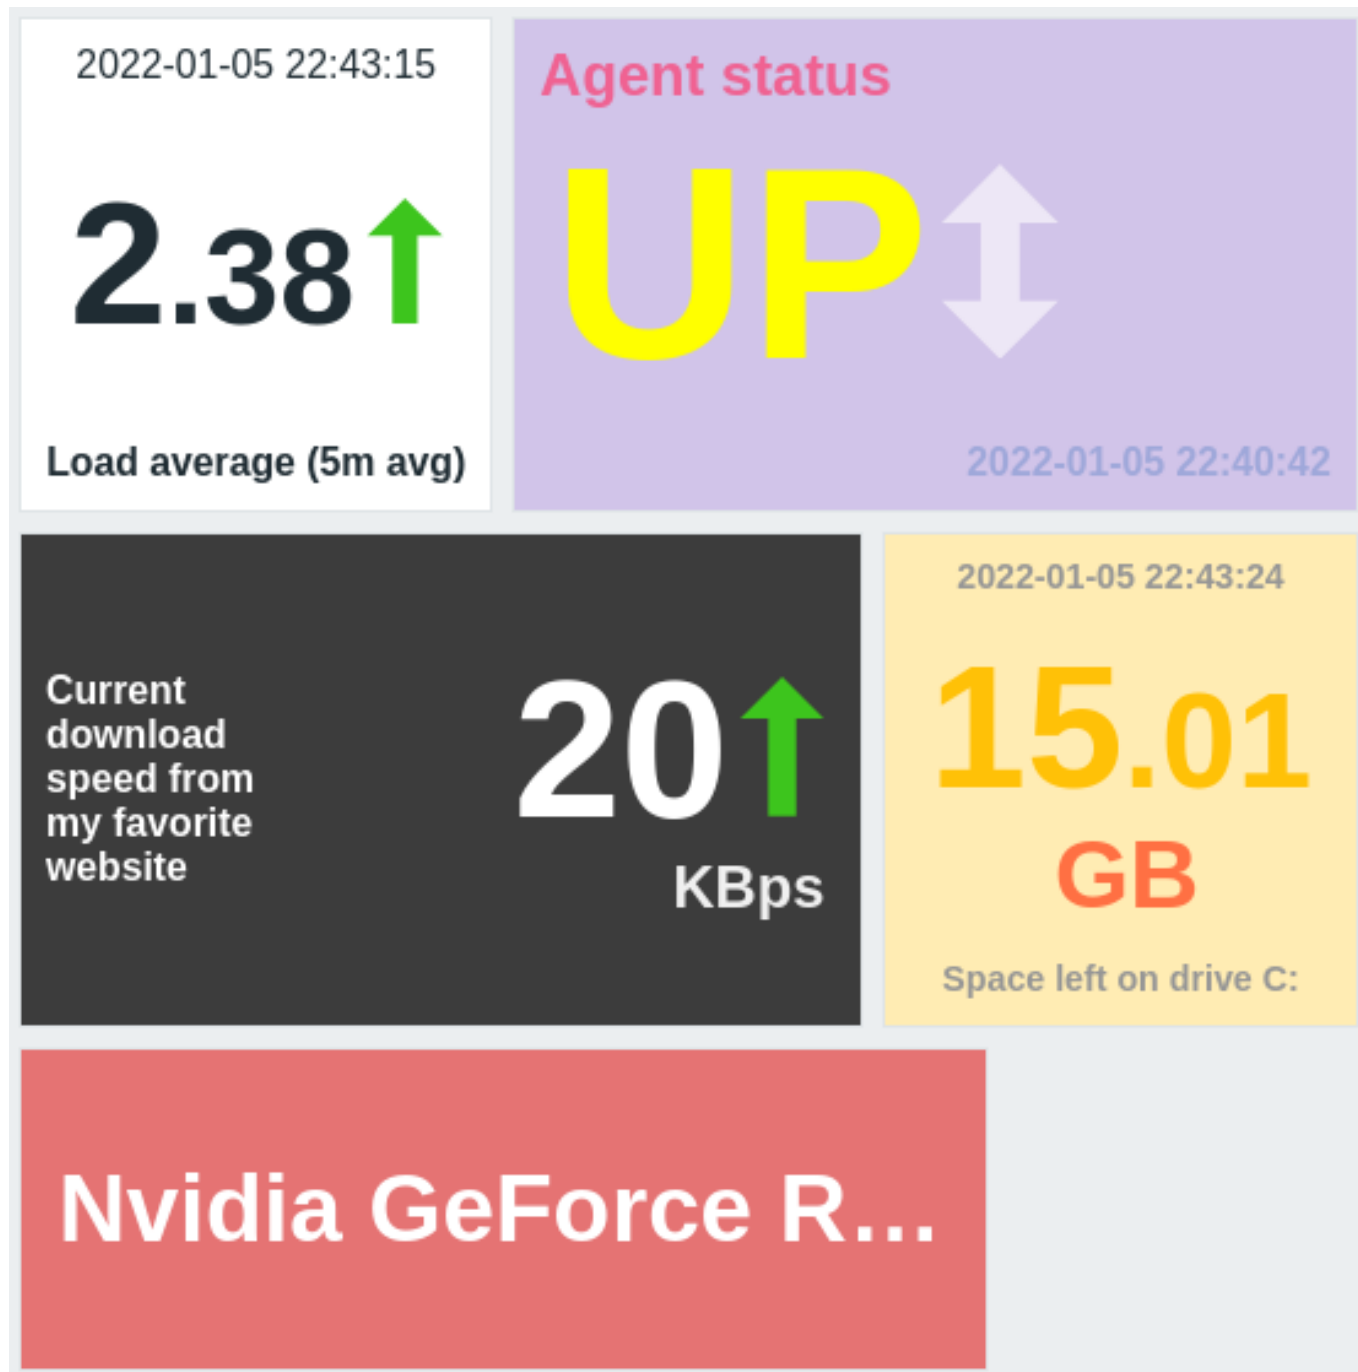 2022-01-05 22:43:15
2.38
Load average (5m avg)
Agent status
UP
2022-01-05 22:40:42
Current
download
speed from
my favorite
website
20
KBps
2022-01-05 22:43:24
15.01
GB
Space left on drive C:
Nvidia GeForce R...